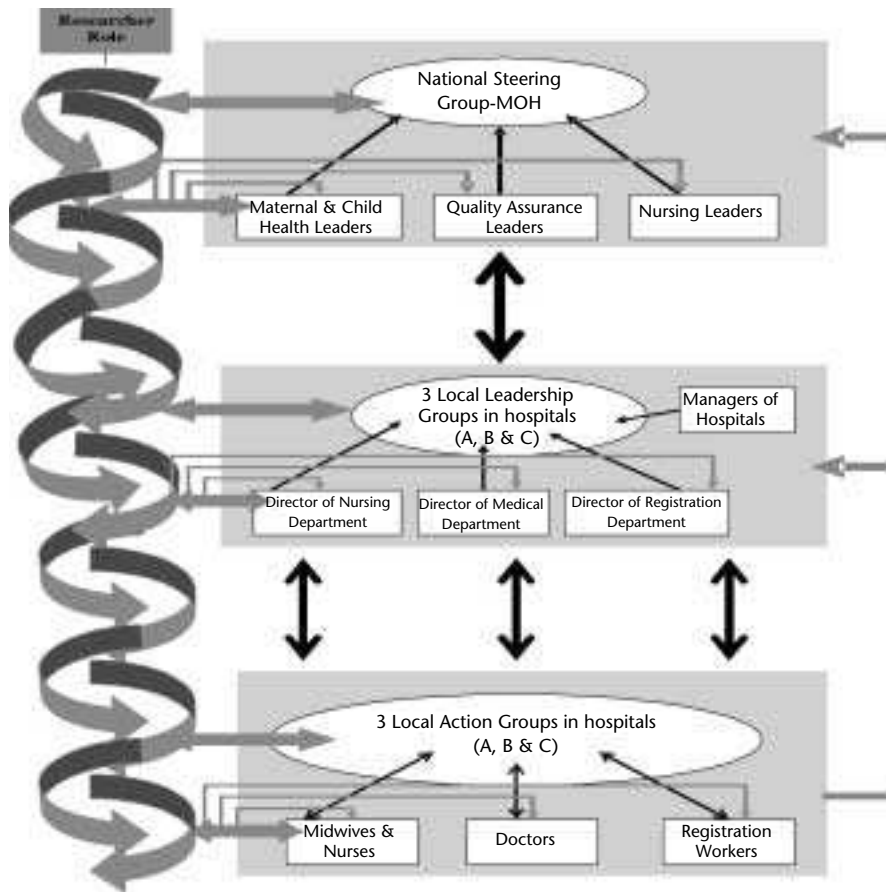 Researcher
Role
National Steering
Group-MOH
Maternal & Child
Health Leaders
Quality Assurance
Leaders
Nursing Leaders
3 Local Leadership
Groups in hospitals
(A, B & C)
Managers of
Hospitals
Director of Nursing
Department
Director of Medical
Department
Director of Registration
Department
3 Local Action Groups in hospitals
(A, B & C)
Midwives &
Nurses
Doctors
Registration
Workers